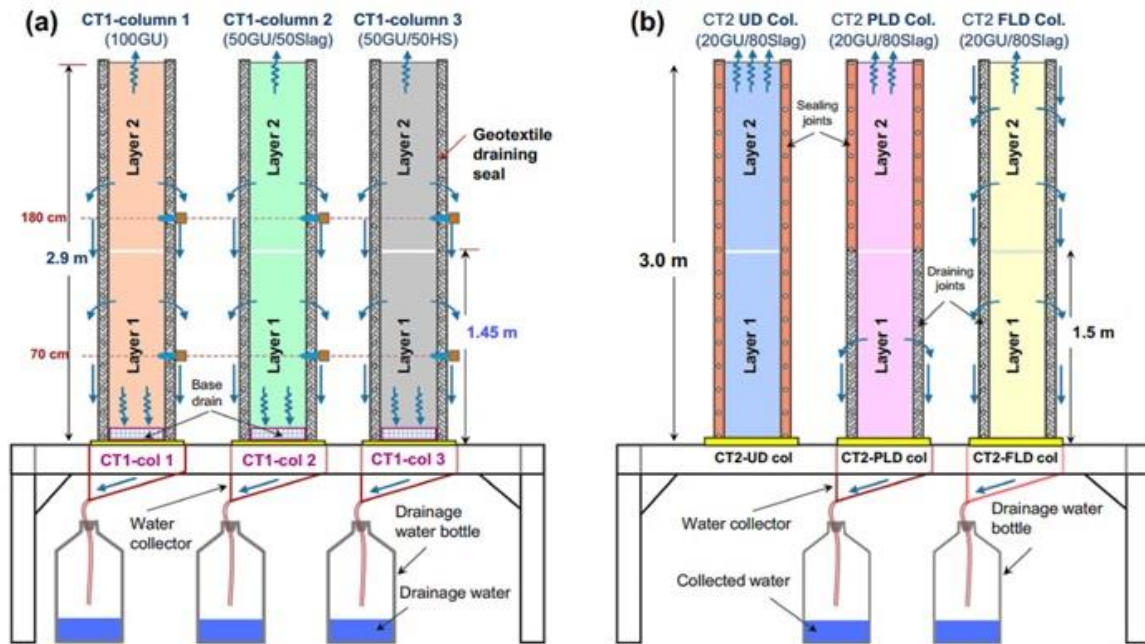 (a)
CT1-column 1
(100GU)
CT1-column 2
(50GU/50Slag)
CT1-column 3
(50GU/50HS)
Layer 2
Layer 2
Layer 2
Geotextile
draining
seal
180 cm
2.9 m
Layer 1
Layer 1
Layer 1
1.45 m
70 cm
Base
drain
CT1-col 1
CT1-col 2
CT1-col 3
Water
collector
Drainage
water bottle
Drainage water
(b)
CT2 UD Col.
(20GU/80Slag)
CT2 PLD Col.
(20GU/80Slag)
CT2 FLD Col.
(20GU/80Slag)
Layer 2
Sealing
joints
Layer 2
Layer 2
3.0 m
Layer 1
Layer 1
Draining
joints
Layer 1
1.5 m
CT2-UD col
CT2-PLD col
CT2-FLD col
Water collector
Drainage water
bottle
Collected water